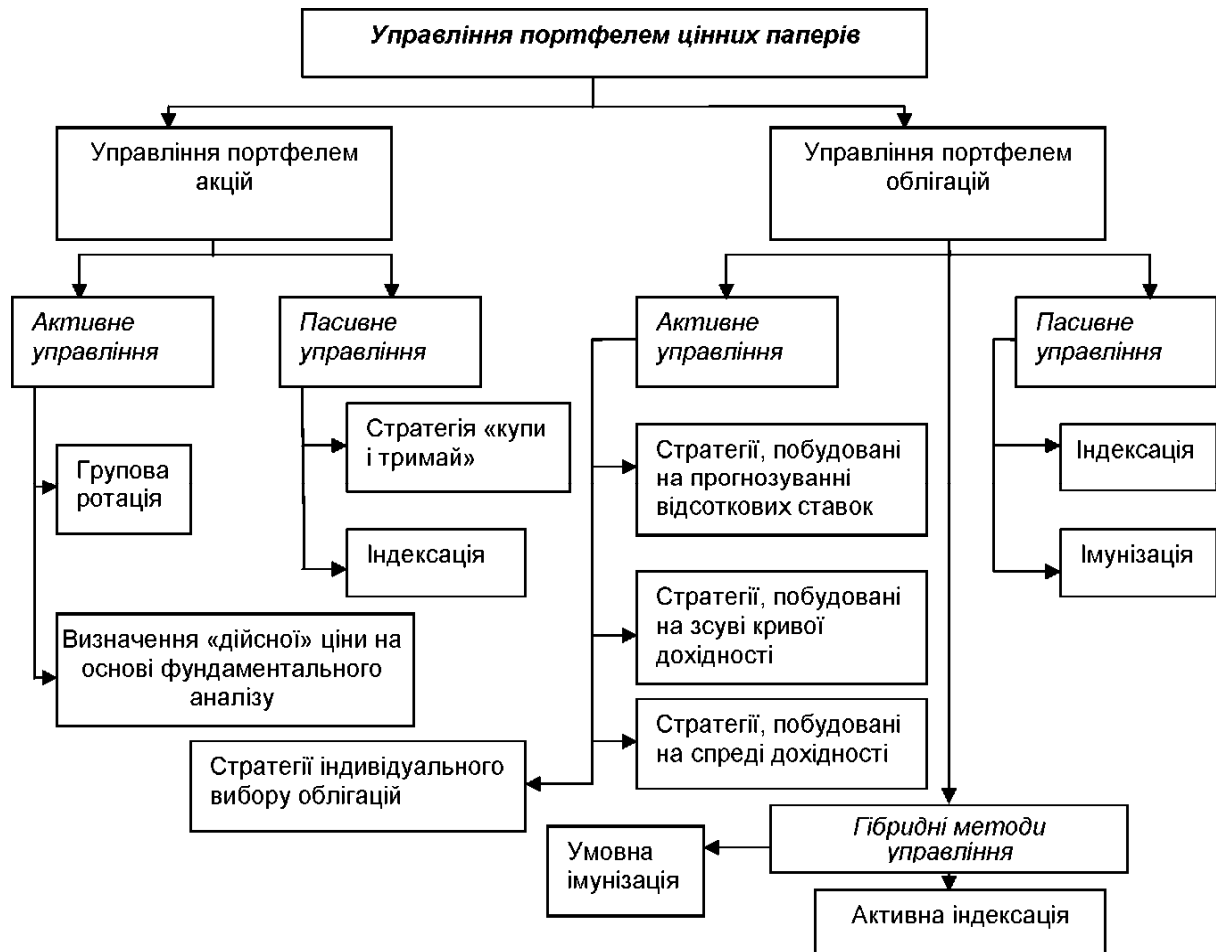 Управління портфелем цінних паперів
Управління портфелем
акцій
Управління портфелем
облігацій
Активне
управління
Пасивне
управління
Активне
управління
Пасивне
управління
Групова
ротація
Стратегія «купи
і тримай»
Індексація
Визначення «дійсної» ціни на
основі фундаментального
аналізу
Стратегії, побудовані
на прогнозуванні
відсоткових ставок
Стратегії, побудовані
на зсуві кривої
дохідності
Стратегії, побудовані
на спреді дохідності
Стратегії індивідуального
вибору облігацій
Індексація
Імунізація
Гібридні методи
управління
Умовна
імунізація
Активна індексація